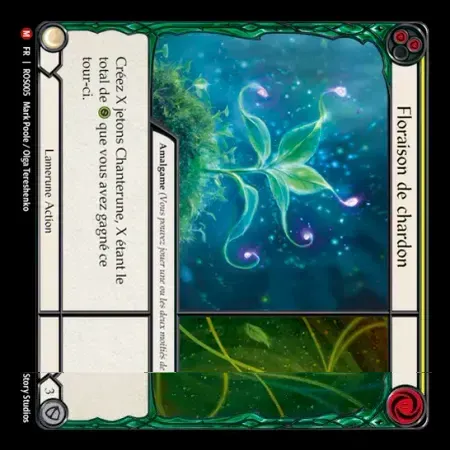 Floraison de chardon
Amalgame (Vous pouvez jouer une ou les deux moitiés de
Créez X jetons Chanterune, X étant le
total de que vous avez gagné ce
tour-ci.
Lamerune Action
3
M FR | ROS005 Mark Poole / Olga Tereshenko
Story Studios